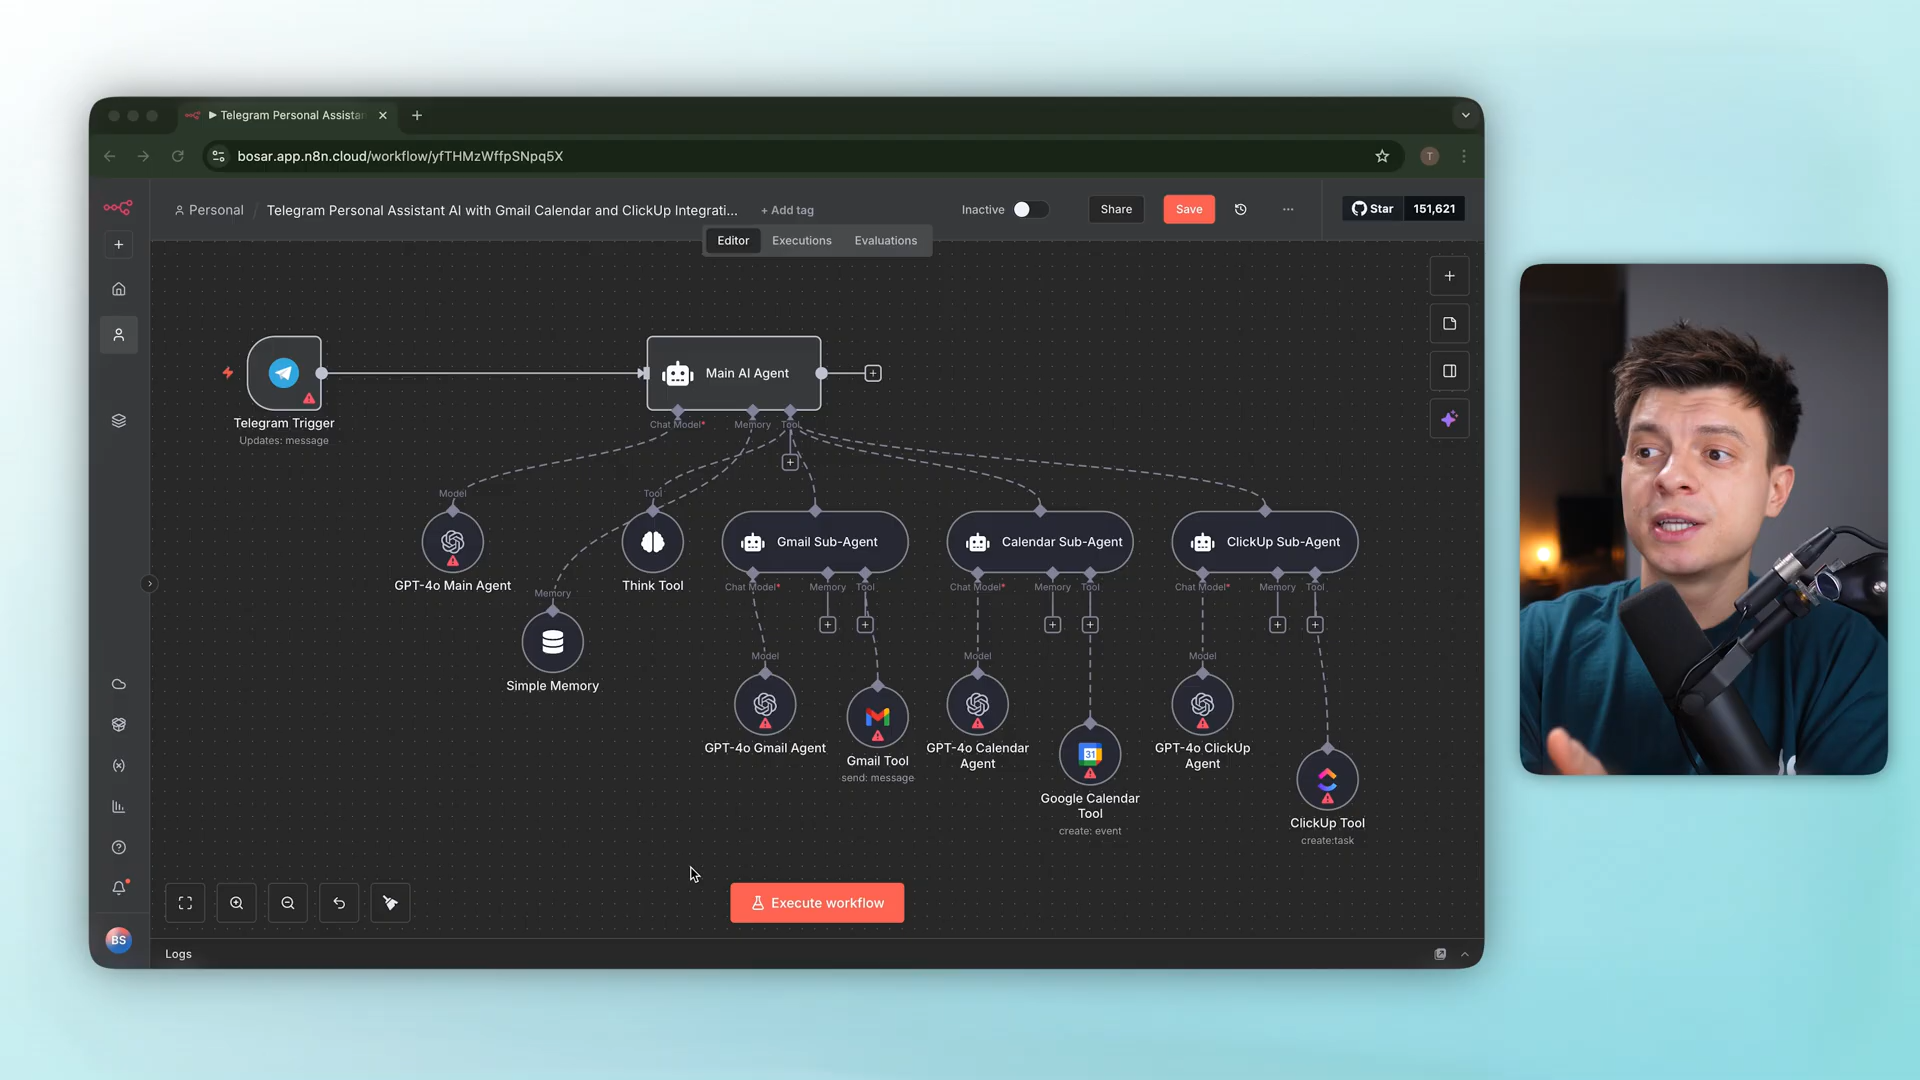 Telegram Personal Assista
bosar.app.n8n.cloud/workflow/yfTHMzWffpSNpq5X
T
Personal / Telegram Personal Assistant AI with Gmail Calendar and ClickUp Integrati... + Add tag
Inactive
Share
Save
Star 151,621
Editor Executions Evaluations
Main AI Agent
Telegram Trigger
Updates: message
Chat Model* Memory Tool
Model
Tool
GPT-4o Main Agent
Think Tool
Gmail Sub-Agent
Calendar Sub-Agent
ClickUp Sub-Agent
Chat Model* Memory Tool
Chat Model* Memory Tool
Chat Model* Memory Tool
Memory
Simple Memory
Model
Model
Model
GPT-4o Gmail Agent
Gmail Tool
send: message
GPT-4o Calendar
Agent
31
Google Calendar
Tool
create: event
GPT-4o ClickUp
Agent
ClickUp Tool
create:task
Execute workflow
BS
Logs